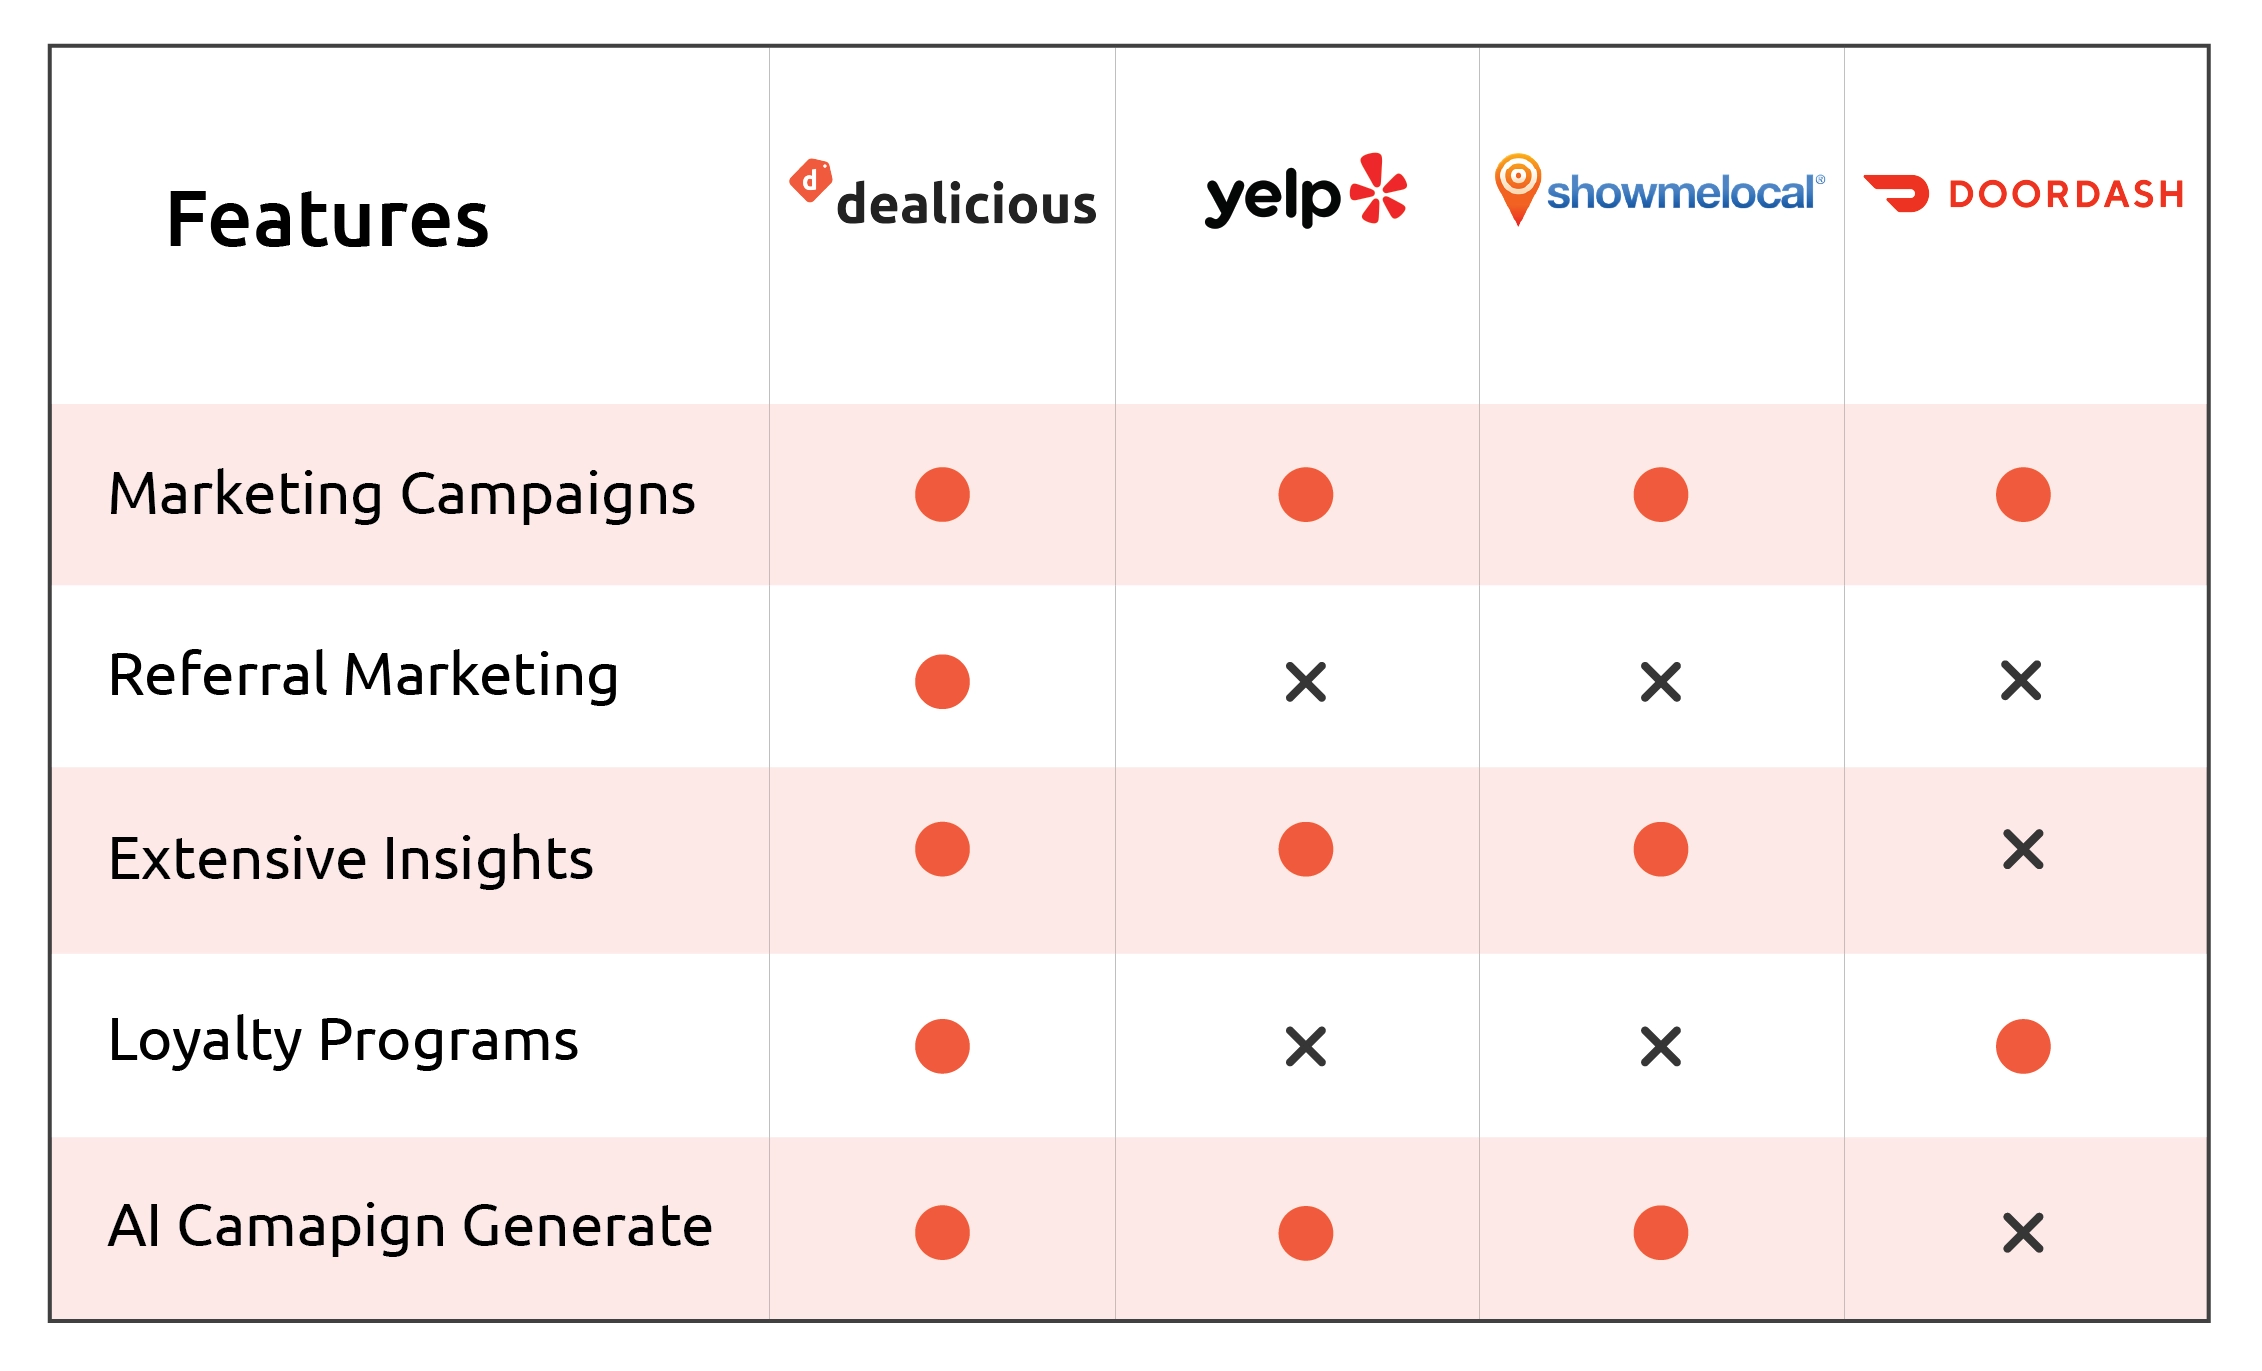 Features
d dealicious
yelp
showmelocal®
DOORDASH
Marketing Campaigns
Referral Marketing
Extensive Insights
Loyalty Programs
AI Camapign Generate